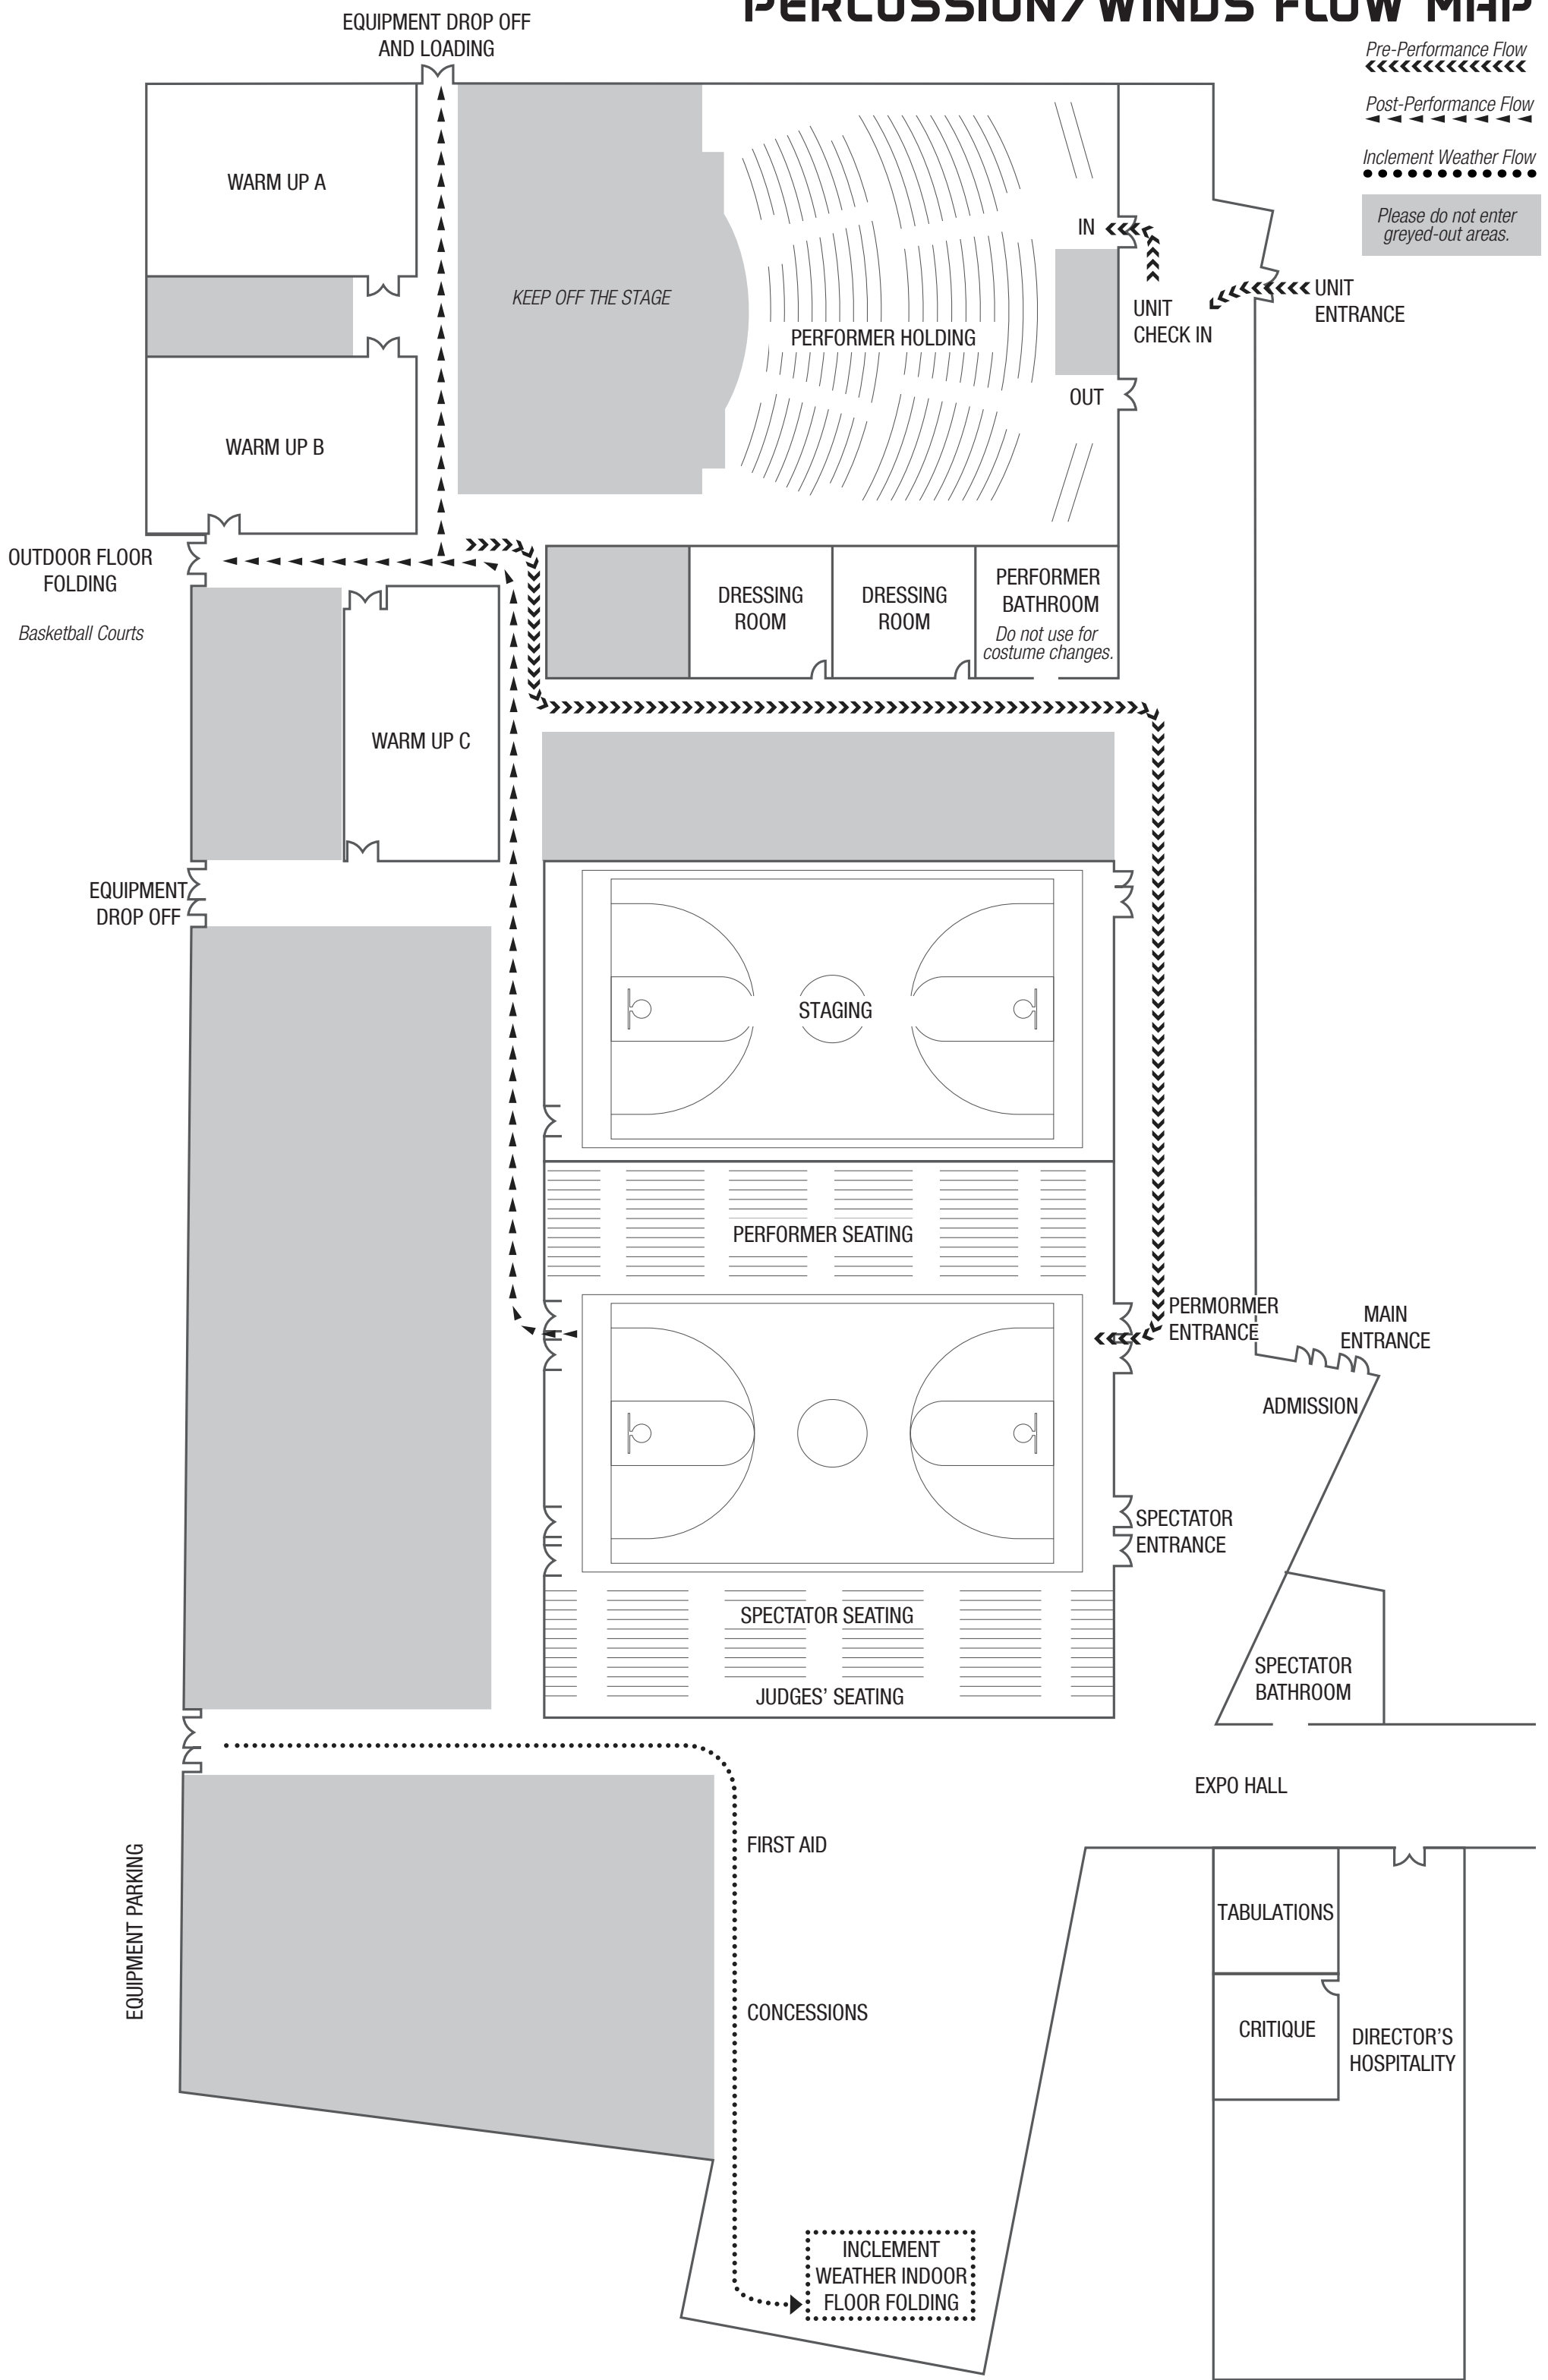 PERCUSSION/WINDS FLOW MAP
EQUIPMENT DROP OFF
AND LOADING
Pre-Performance Flow
Post-Performance Flow
Inclement Weather Flow
Please do not enter
greyed-out areas.
WARM UP A
IN
KEEP OFF THE STAGE
UNIT
ENTRANCE
UNIT
CHECK IN
PERFORMER HOLDING
OUT
WARM UP B
OUTDOOR FLOOR
FOLDING
Basketball Courts
DRESSING
ROOM
DRESSING
ROOM
PERFORMER
BATHROOM
Do not use for
costume changes.
WARM UP C
EQUIPMENT
DROP OFF
STAGING
PERFORMER SEATING
PERMORMER
ENTRANCE
MAIN
ENTRANCE
ADMISSION
SPECTATOR
ENTRANCE
SPECTATOR SEATING
JUDGES’ SEATING
SPECTATOR
BATHROOM
EXPO HALL
FIRST AID
EQUIPMENT PARKING
TABULATIONS
CONCESSIONS
CRITIQUE
DIRECTOR’S
HOSPITALITY
INCLEMENT
WEATHER INDOOR
FLOOR FOLDING